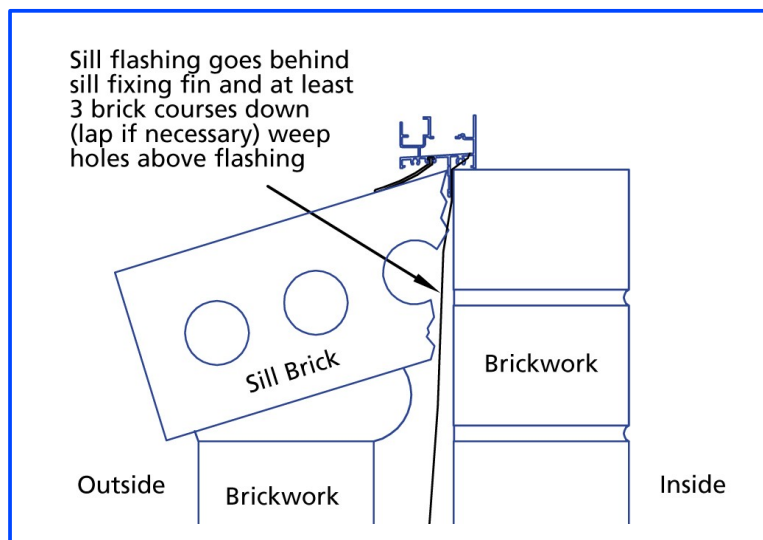 Sill flashing goes behind
sill fixing fin and at least
3 brick courses down
(lap if necessary) weep
holes above flashing
Sill Brick
Brickwork
Outside
Brickwork
Inside